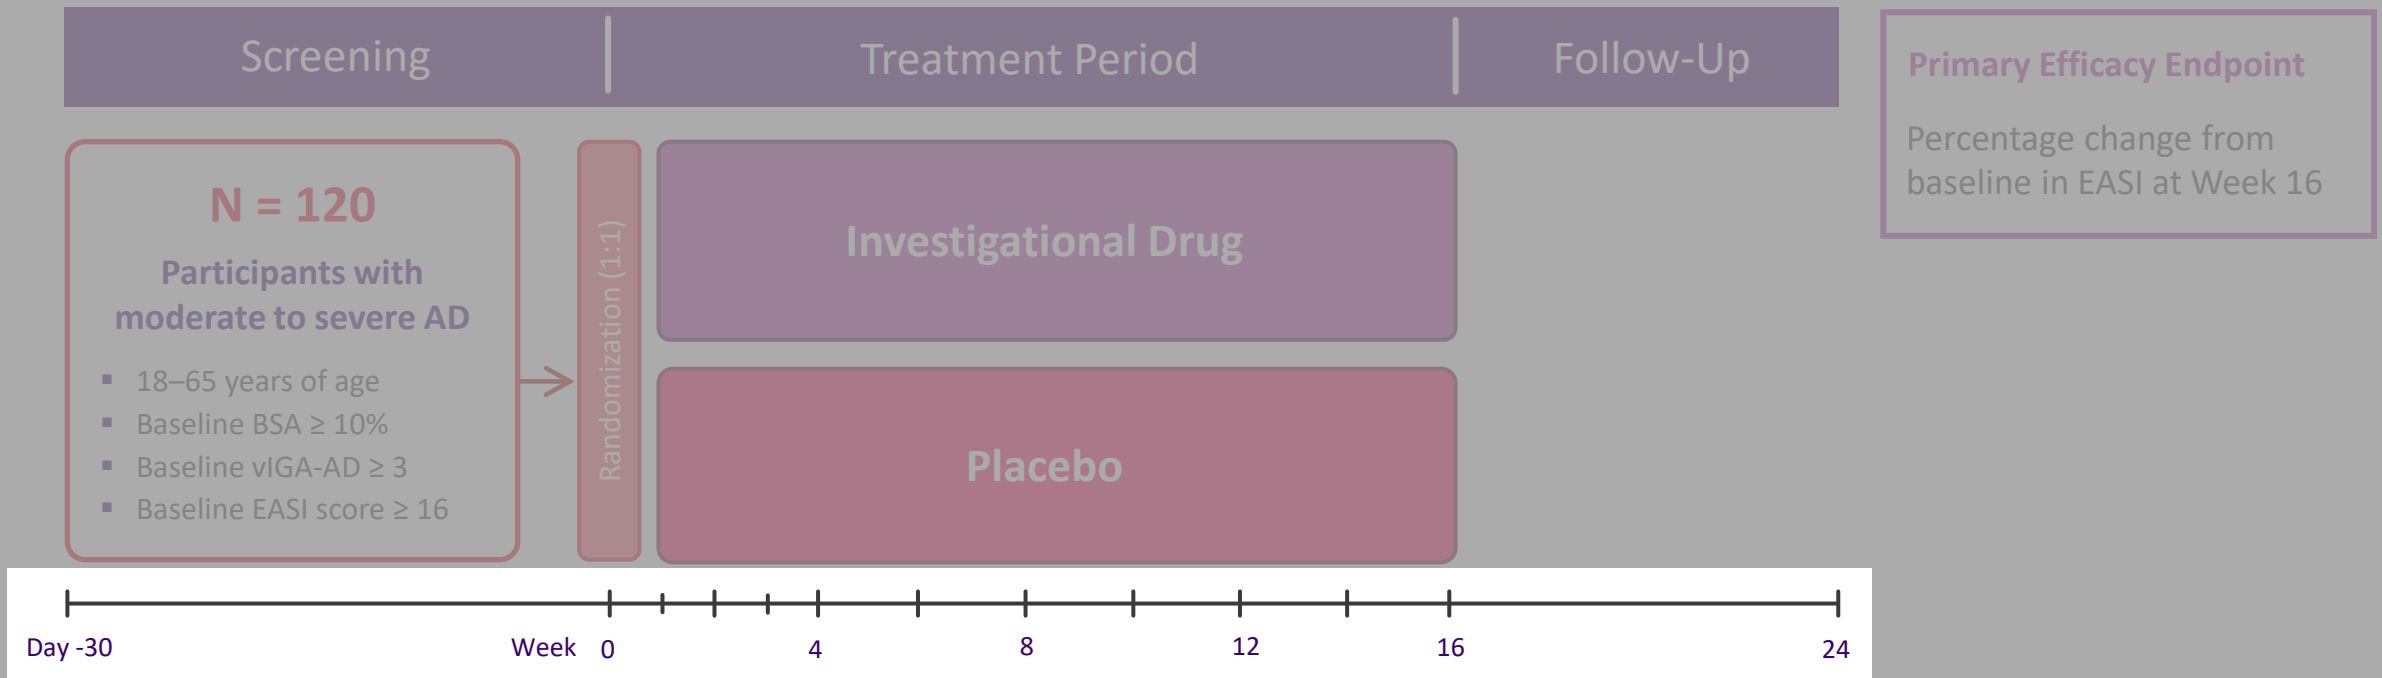 Screening
Treatment Period
Follow-Up
Primary Efficacy Endpoint
Percentage change from
baseline in EASI at Week 16
N = 120
Participants with
moderate to severe AD
▪ 18–65 years of age
▪ Baseline BSA ≥ 10%
▪ Baseline vIGA-AD ≥ 3
▪ Baseline EASI score ≥ 16
Randomization (1:1)
Investigational Drug
Placebo
Day -30 Week 0 4 8 12 16 24